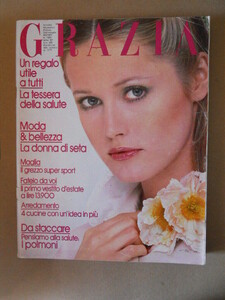 GRAZIA
Un regalo
utile
a tutti
La tessera
della salute
Moda
& bellezza
La donna di seta
Maglia
Il grezzo super sport
Fatelo da voi
Il primo vestito d'estate
a lire 13.900
Arredamento
4 cucine con un'idea in più
Da staccare
Pensiamo alla salute:
I polmoni